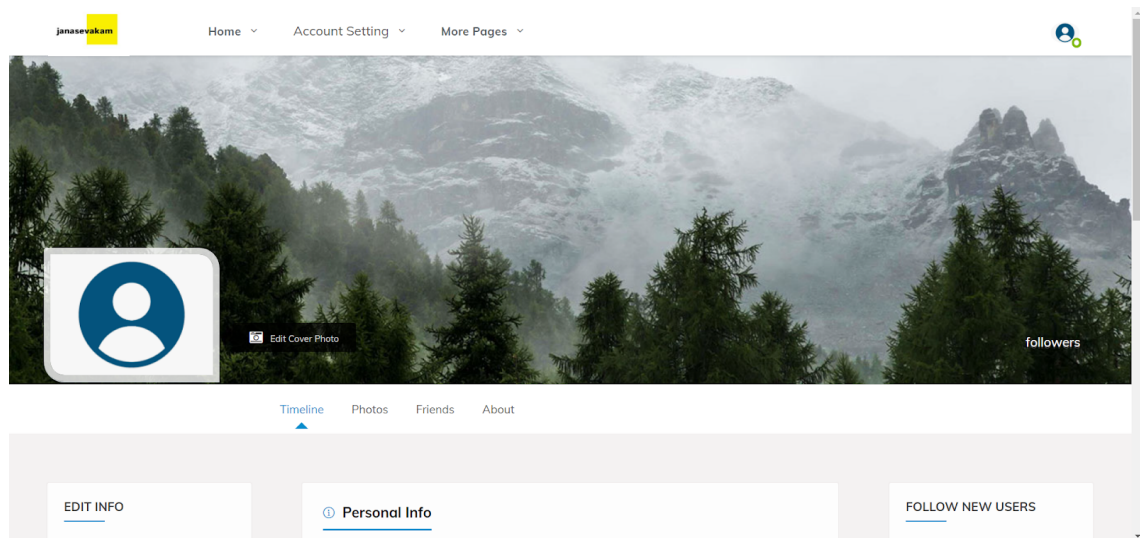 janasevakam
Home
Account Setting
More Pages
Edit Cover Photo
followers
Timeline
Photos
Friends
About
EDIT INFO
Personal Info
FOLLOW NEW USERS